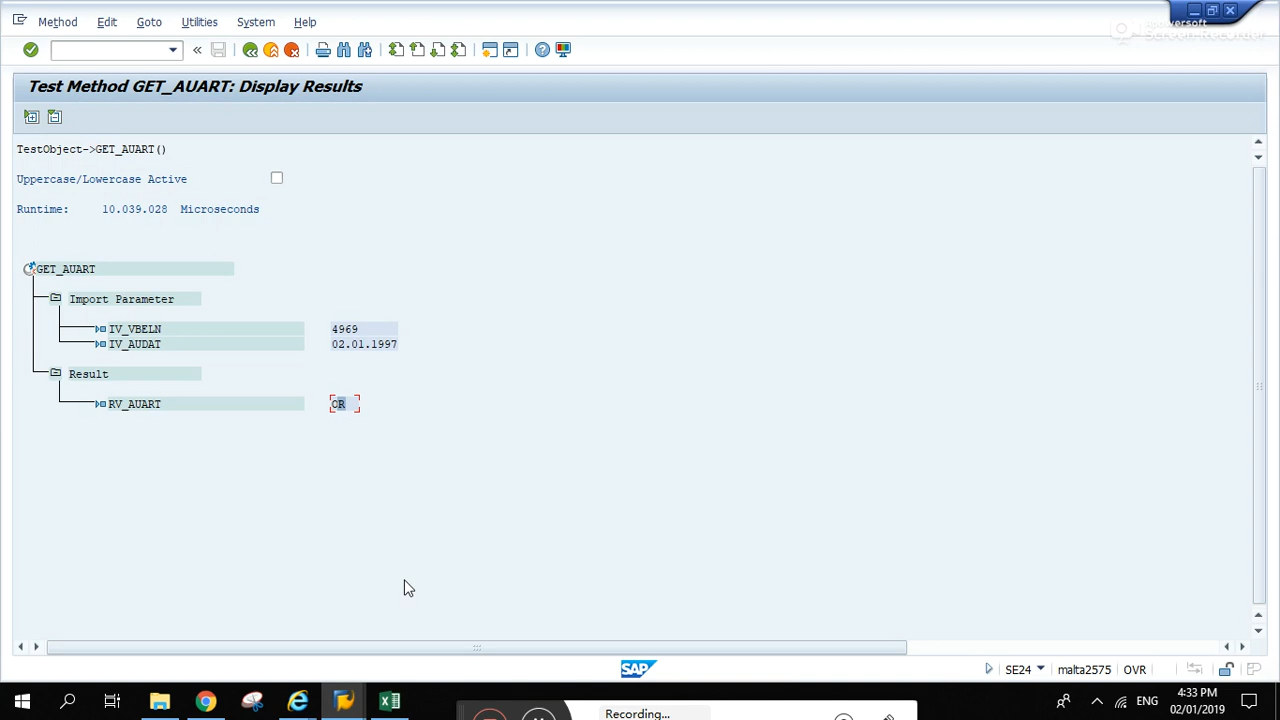 Method Edit Goto Utilities System Help
Test Method GET_AUART: Display Results
TestObject->GET_AUART()
Uppercase/Lowercase Active
Runtime: 10.039.028 Microseconds
GET_AUART
Import Parameter
IV_VBELN 4969
IV_AUDAT 02.01.1997
Result
RV_AUART OR
SAP
SE24 malta2575 OVR
ENG
4:33 PM
02/01/2019
Recording...
Screen Recorder